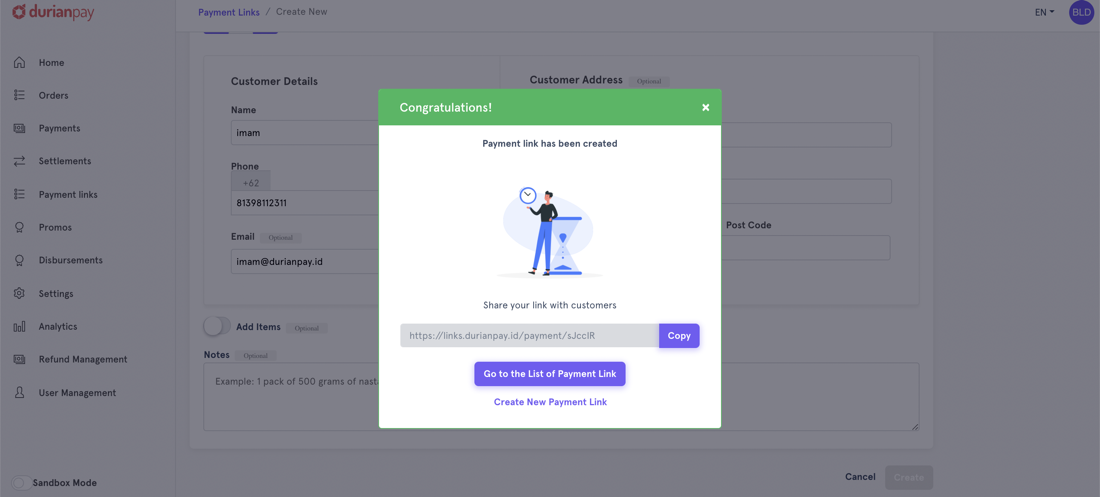 durianpay
Payment Links / Create New
EN
BLD
Home
Orders
Payments
Settlements
Payment links
Promos
Disbursements
Settings
Analytics
Refund Management
User Management
Sandbox Mode
Customer Details
Name
imam
Phone
+62
81398112311
Email Optional
imam@durianpay.id
Customer Address Optional
Post Code
Add Items Optional
Notes Optional
Example: 1 pack of 500 grams of nast
Cancel
Create
Congratulations!
×
Payment link has been created
Share your link with customers
https://links.durianpay.id/payment/sJcclR
Copy
Go to the List of Payment Link
Create New Payment Link